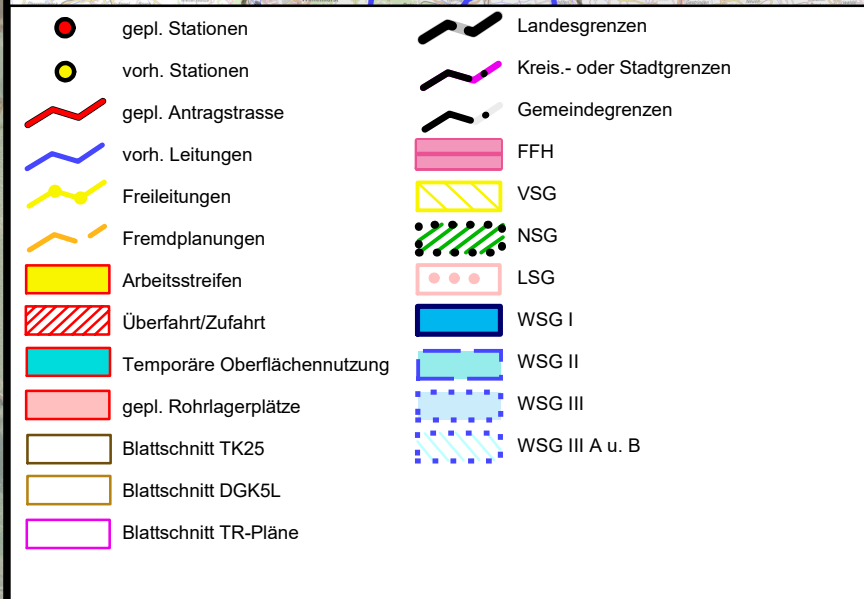 gepl. Stationen
vorh. Stationen
gepl. Antragstrasse
vorh. Leitungen
Freileitungen
Fremdplanungen
Arbeitsstreifen
Überfahrt/Zufahrt
Temporäre Oberflächennutzung
gepl. Rohrlagerplätze
Blattschnitt TK25
Blattschnitt DGK5L
Blattschnitt TR-Pläne
Landesgrenzen
Kreis.- oder Stadtgrenzen
Gemeindegrenzen
FFH
VSG
NSG
LSG
WSG I
WSG II
WSG III
WSG III A u. B